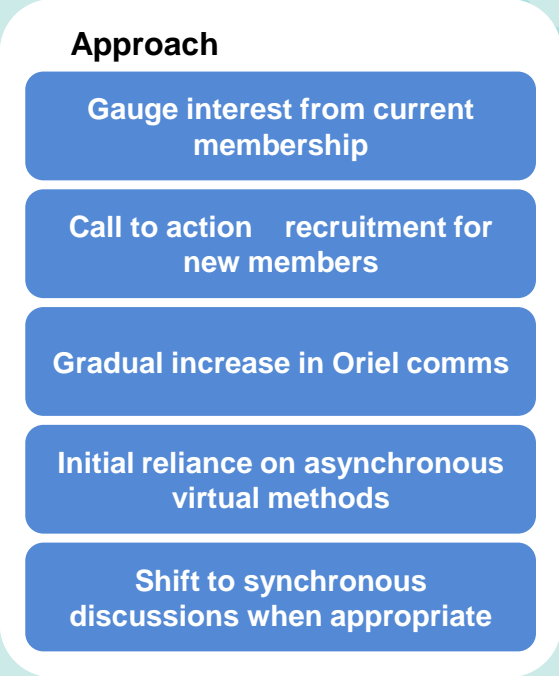 Approach
Gauge interest from current
membership
Call to action    recruitment for
new members
Gradual increase in Oriel comms
Initial reliance on asynchronous
virtual methods
Shift to synchronous
discussions when appropriate